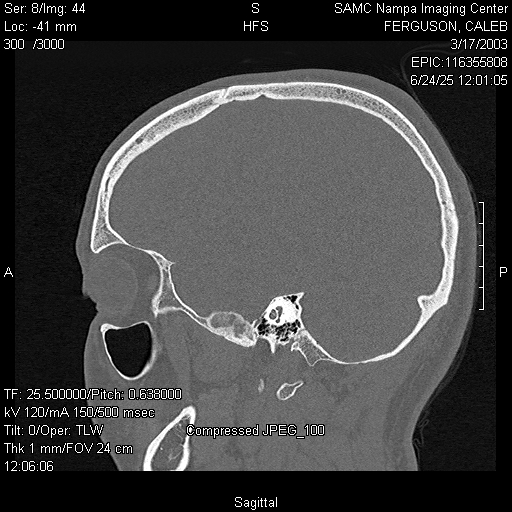 Ser: 8/Img: 44
Loc: -41 mm
300 /3000
S
HFS
SAMC Nampa Imaging Center
FERGUSON, CALEB
3/17/2003
EPIC:116355808
6/24/25 12:01:05
A
P
TF: 25.500000/Pitch: 0.638000
kV 120/mA 150/500 msec
Tilt: 0/Oper: TLW
Thk 1 mm/FOV 24 cm
12:06:06
Compressed JPEG_100
Sagittal